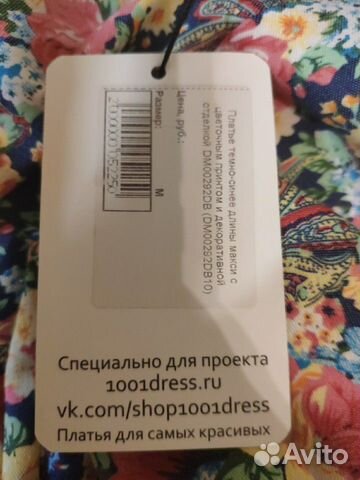 Платье темно-синее длины макси с
цветочным принтом и декоративной
отделкой DM00292DB (DM00292DB10)
Цена, руб.:
Размер: M
Специально для проекта
1001dress.ru
vk.com/shop1001dress
Платья для самых красивых
Avito